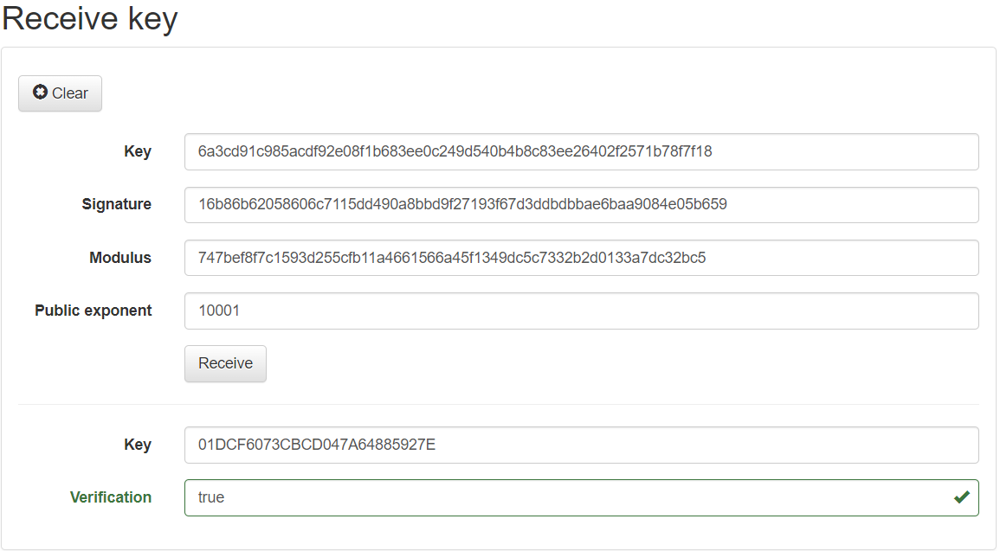 Receive key
Clear
Key
6a3cd91c985acdf92e08f1b683ee0c249d540b4b8c83ee26402f2571b78f7f18
Signature
16b86b62058606c7115dd490a8bbd9f27193f67d3ddbdbbae6baa9084e05b659
Modulus
747bef8f7c1593d255cfb11a4661566a45f1349dc5c7332b2d0133a7dc32bc5
Public exponent
10001
Receive
Key
01DCF6073CBCD047A64885927E
Verification
true